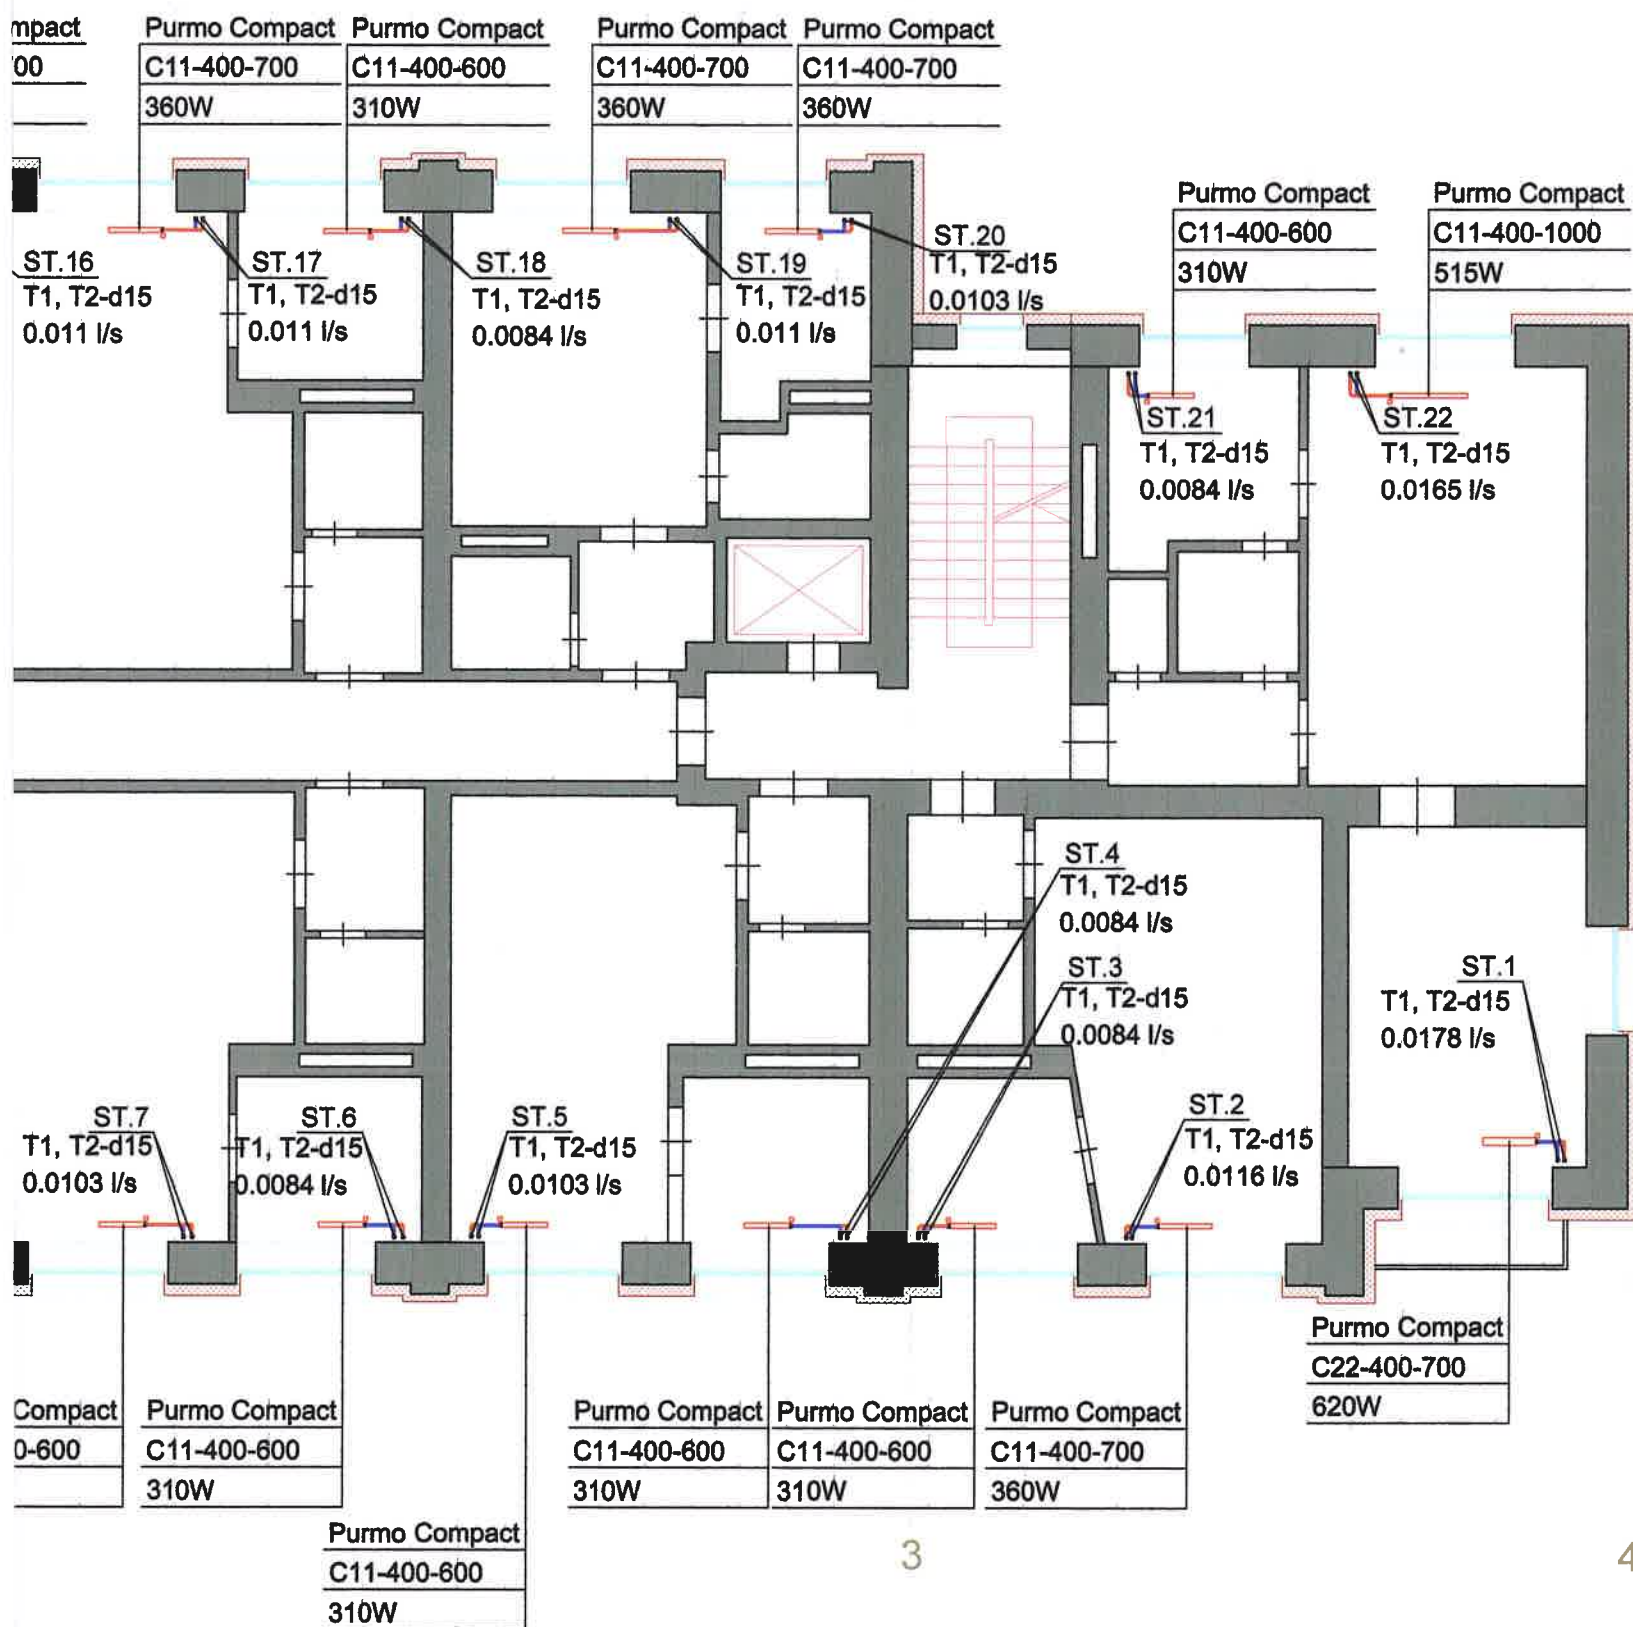 mpact
Purmo Compact
Purmo Compact
Purmo Compact
Purmo Compact
00
C11-400-700
C11-400-600
C11-400-700
C11-400-700
360W
310W
360W
360W
Purmo Compact
C11-400-600
310W
Purmo Compact
C11-400-1000
515W
ST.16
T1, T2-d15
0.011 l/s
ST.17
T1, T2-d15
0.011 l/s
ST.18
T1, T2-d15
0.0084 l/s
ST.19
T1, T2-d15
0.011 l/s
ST.20
T1, T2-d15
0.0103 l/s
ST.21
T1, T2-d15
0.0084 l/s
ST.22
T1, T2-d15
0.0165 l/s
ST.4
T1, T2-d15
0.0084 l/s
ST.3
T1, T2-d15
0.0084 l/s
ST.1
T1, T2-d15
0.0178 l/s
ST.7
T1, T2-d15
0.0103 l/s
ST.6
T1, T2-d15
0.0084 l/s
ST.5
T1, T2-d15
0.0103 l/s
ST.2
T1, T2-d15
0.0116 l/s
Purmo Compact
C22-400-700
620W
Compact
0-600
Purmo Compact
C11-400-600
310W
Purmo Compact
C11-400-600
310W
Purmo Compact
C11-400-600
310W
Purmo Compact
C11-400-700
360W
Purmo Compact
C11-400-600
310W
3
4